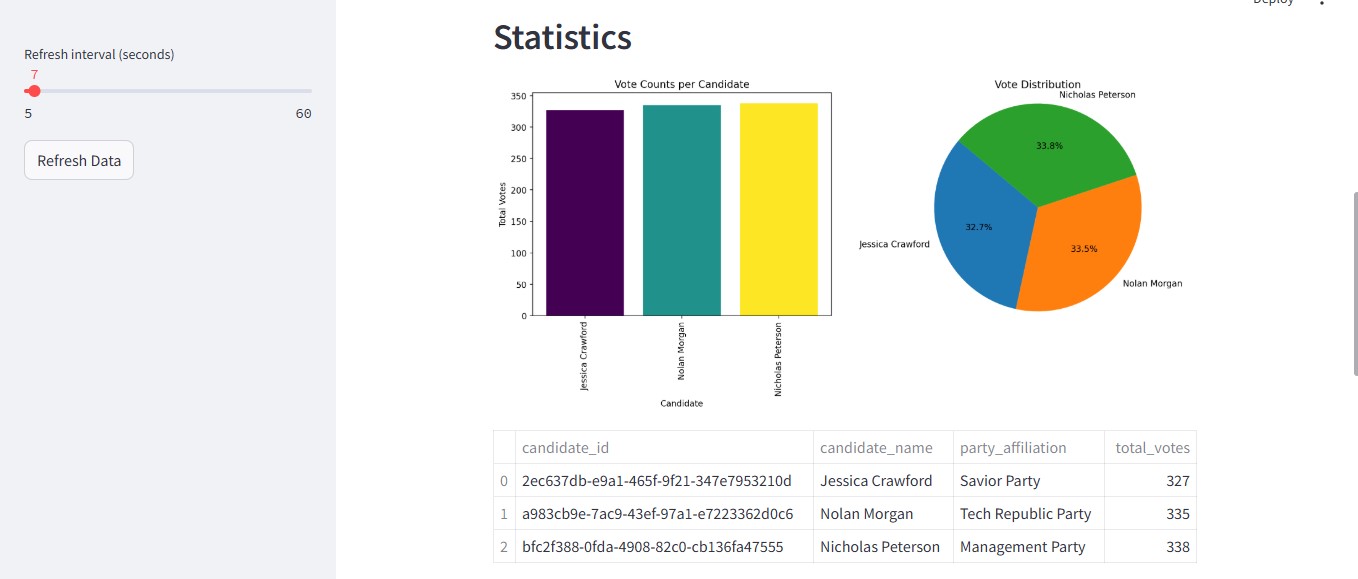 Deploy
Refresh interval (seconds)
7
5 60
Refresh Data
Statistics
Vote Counts per Candidate
350
300
250
200
150
100
50
0
Total Votes
Jessica Crawford
Nolan Morgan
Nicholas Peterson
Candidate
Vote Distribution
Nicholas Peterson
33.8%
32.7%
Jessica Crawford
33.5%
Nolan Morgan
candidate_id candidate_name party_affiliation total_votes
0 2ec637db-e9a1-465f-9f21-347e7953210d Jessica Crawford Savior Party 327
1 a983cb9e-7ac9-43ef-97a1-e7223362d0c6 Nolan Morgan Tech Republic Party 335
2 bfc2f388-0fda-4908-82c0-cb136fa47555 Nicholas Peterson Management Party 338